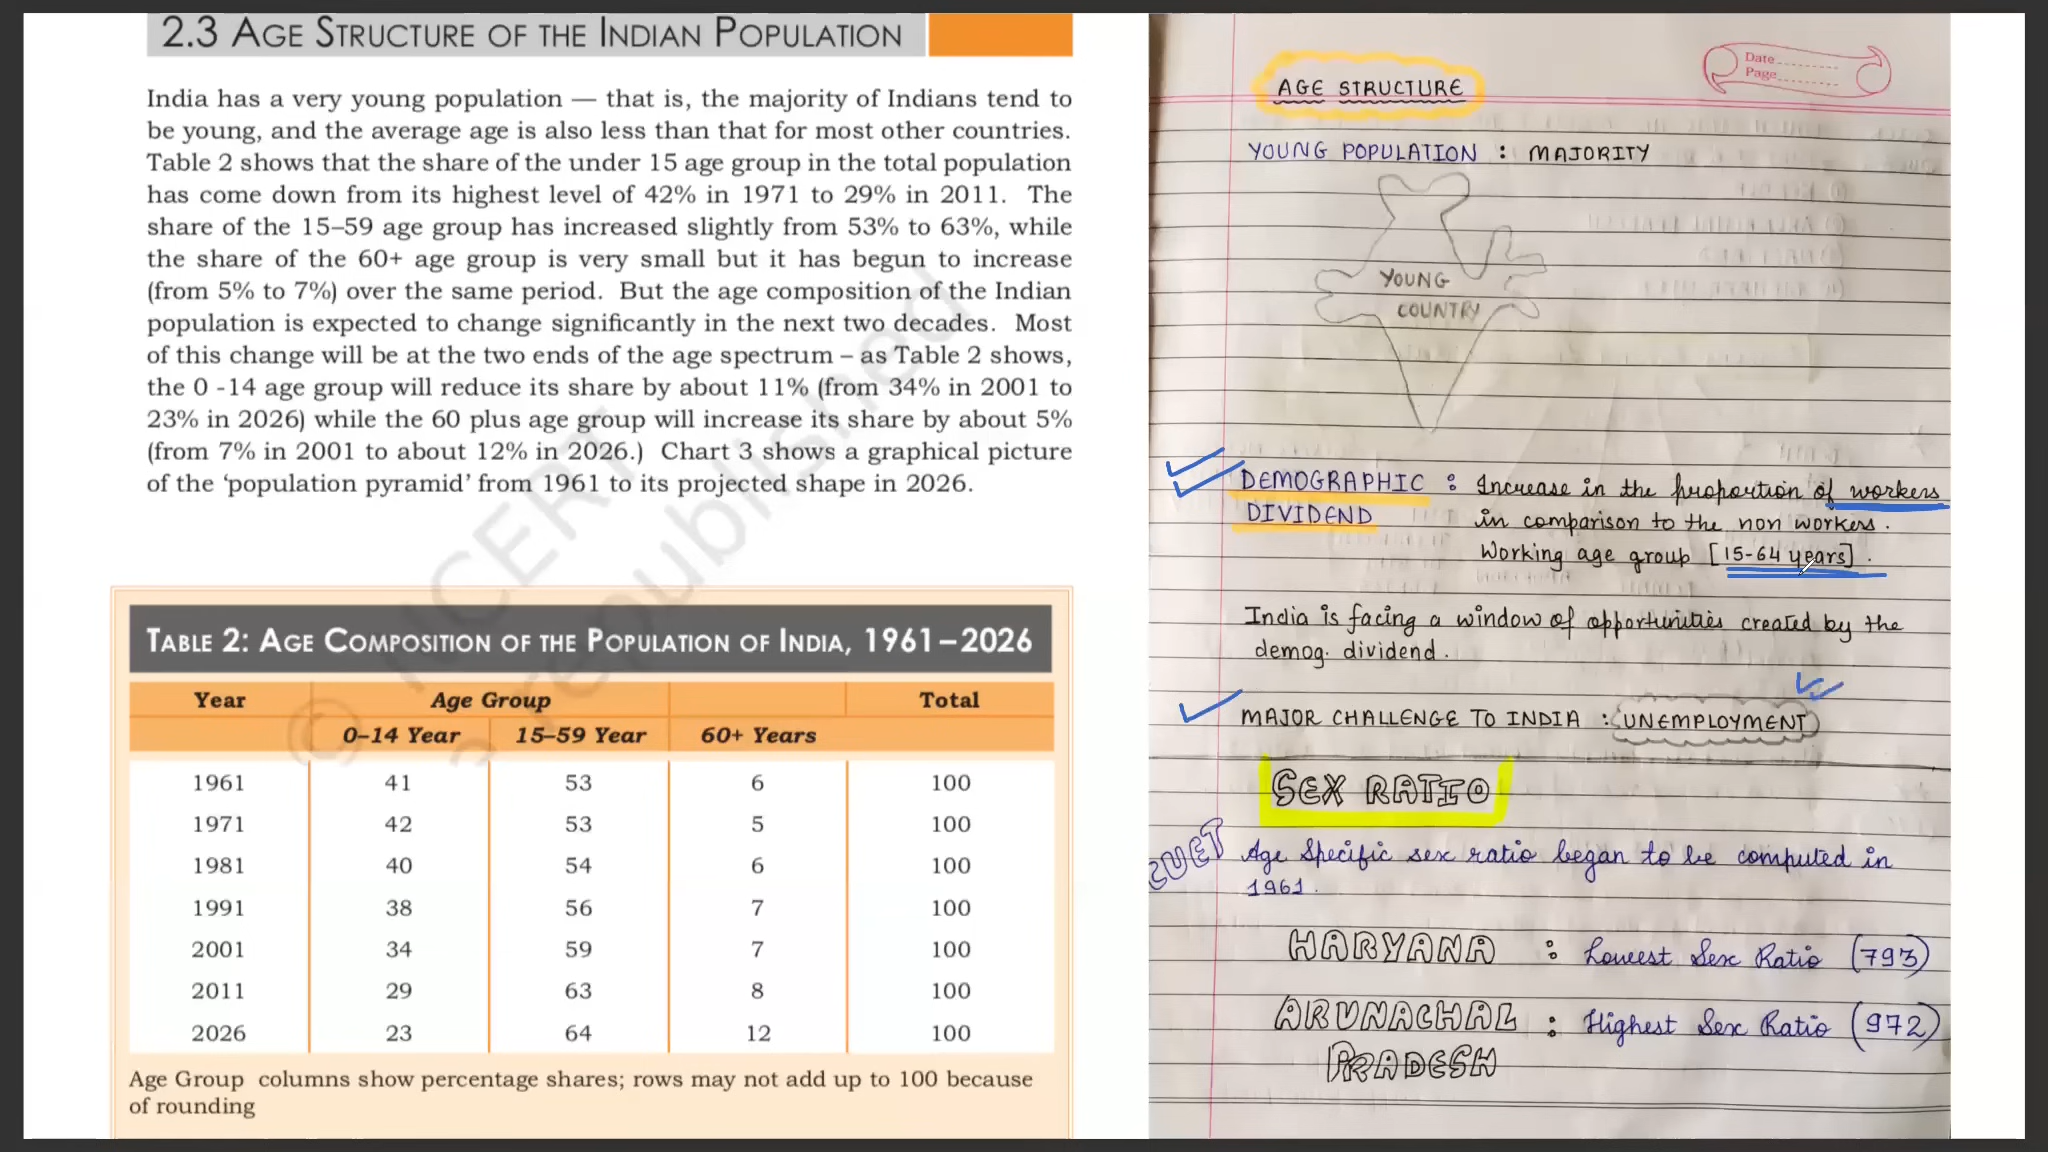 2.3 AGE STRUCTURE OF THE INDIAN POPULATION
India has a very young population — that is, the majority of Indians tend to
be young, and the average age is also less than that for most other countries.
Table 2 shows that the share of the under 15 age group in the total population
has come down from its highest level of 42% in 1971 to 29% in 2011. The
share of the 15–59 age group has increased slightly from 53% to 63%, while
the share of the 60+ age group is very small but it has begun to increase
(from 5% to 7%) over the same period. But the age composition of the Indian
population is expected to change significantly in the next two decades. Most
of this change will be at the two ends of the age spectrum – as Table 2 shows,
the 0 -14 age group will reduce its share by about 11% (from 34% in 2001 to
23% in 2026) while the 60 plus age group will increase its share by about 5%
(from 7% in 2001 to about 12% in 2026.) Chart 3 shows a graphical picture
of the ‘population pyramid’ from 1961 to its projected shape in 2026.
© NCERT
republished
TABLE 2: AGE COMPOSITION OF THE POPULATION OF INDIA, 1961–2026
Year Age Group Total
0–14 Year 15–59 Year 60+ Years
1961 41 53 6 100
1971 42 53 5 100
1981 40 54 6 100
1991 38 56 7 100
2001 34 59 7 100
2011 29 63 8 100
2026 23 64 12 100
Age Group columns show percentage shares; rows may not add up to 100 because
of rounding
Date
Page
AGE STRUCTURE
YOUNG POPULATION : MAJORITY
YOUNG
COUNTRY
DEMOGRAPHIC : Increase in the proportion of workers
DIVIDEND in comparison to the non workers.
Working age group [15-64 years].
India is facing a window of opportunities created by the
demog. dividend.
MAJOR CHALLENGE TO INDIA : UNEMPLOYMENT
SEX RATIO
CUET Age Specific sex ratio began to be computed in
1961.
HARYANA : Lowest Sex Ratio (793)
ARUNACHAL : Highest Sex Ratio (972)
PRADESH